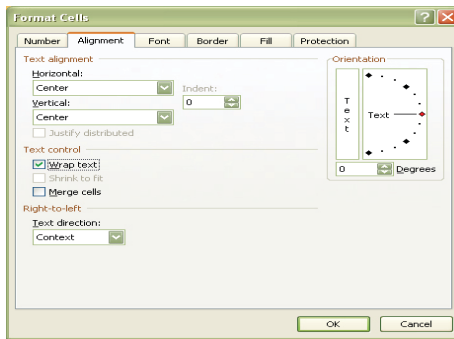 Format Cells
Number Alignment Font Border Fill Protection
Text alignment
Horizontal:
Center
Indent:
Vertical:
0
Center
Justify distributed
Text control
Wrap text
Shrink to fit
Merge cells
Right-to-left
Text direction:
Context
Orientation
Text
Text
0 Degrees
OK Cancel